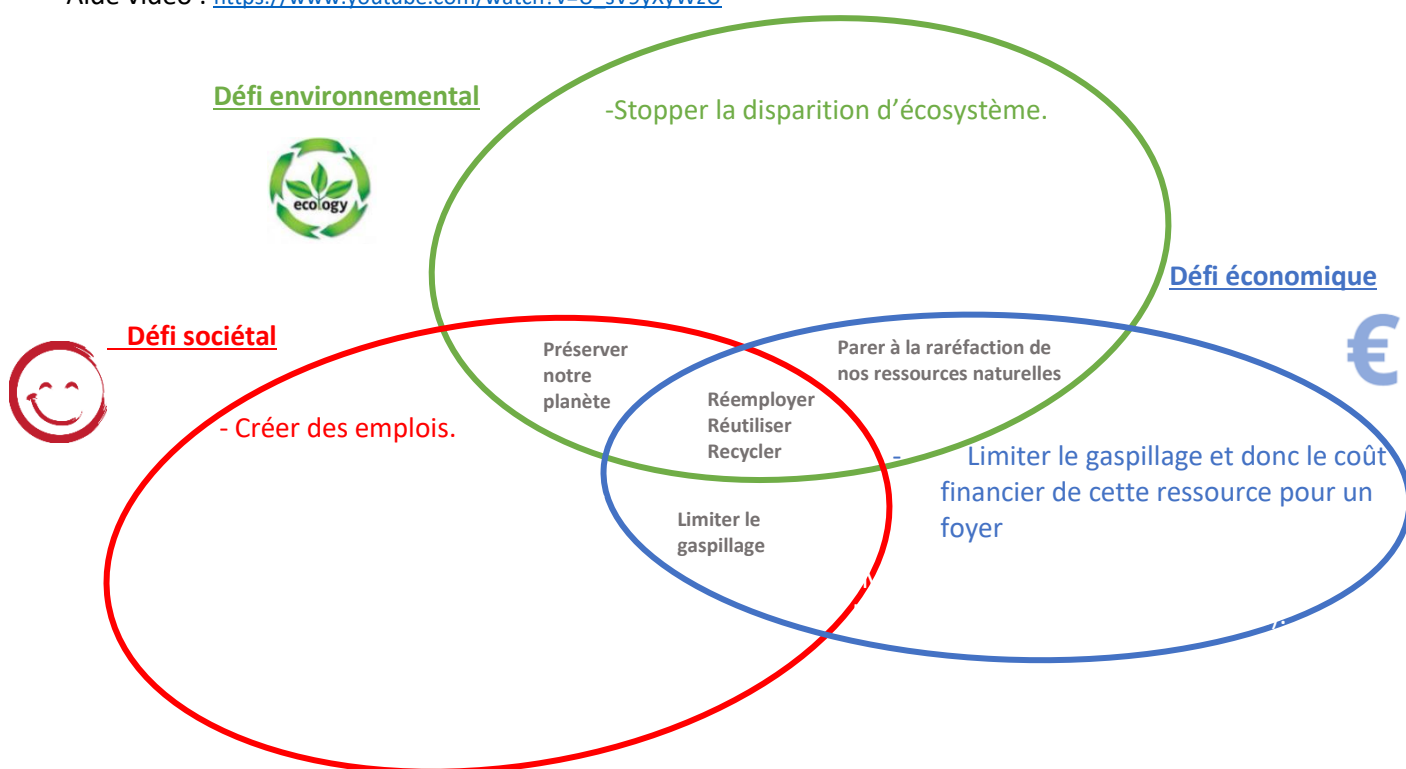 Aide vidéo :
Défi environnemental
-Stopper la disparition d’écosystème.
ecology
Défi économique
€
Défi sociétal
Préserver
notre
planète
Parer à la raréfaction de
nos ressources naturelles
Réemployer
Réutiliser
Recycler
- Créer des emplois.
- Limiter le gaspillage et donc le coût
financier de cette ressource pour un
foyer
Limiter le
gaspillage